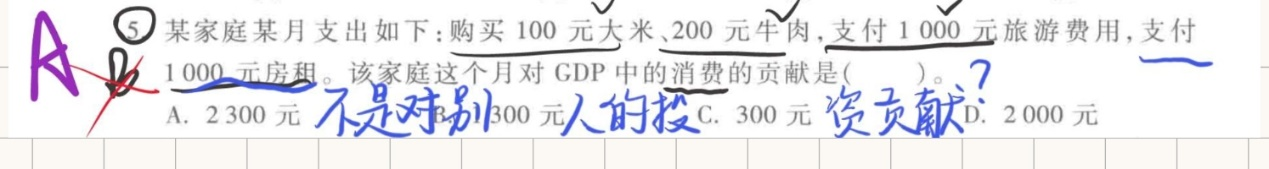 A
B
5. 某家庭某月支出如下:购买 100 元大米、200 元牛肉,支付 1 000 元旅游费用,支付
1 000 元房租。该家庭这个月对 GDP 中的消费的贡献是( )。
A. 2 300 元 B. 1 300 元 C. 300 元 D. 2 000 元
不是对别人的投资贡献?